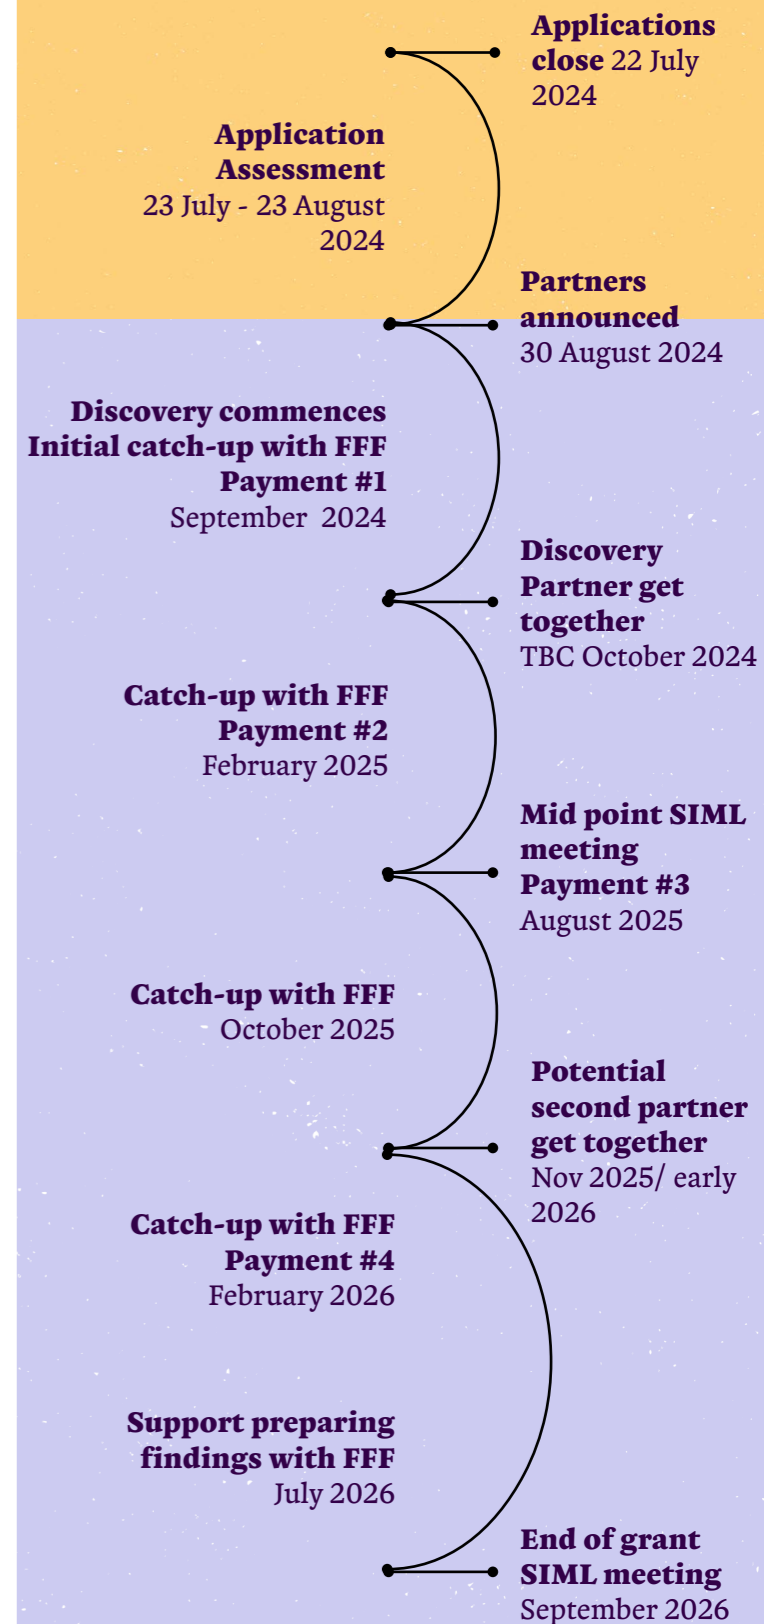 Applications
close 22 July
2024
Application
Assessment
23 July - 23 August
2024
Partners
announced
30 August 2024
Discovery commences
Initial catch-up with FFF
Payment #1
September 2024
Discovery
Partner get
together
TBC October 2024
Catch-up with FFF
Payment #2
February 2025
Mid point SIML
meeting
Payment #3
August 2025
Catch-up with FFF
October 2025
Potential
second partner
get together
Nov 2025/ early
2026
Catch-up with FFF
Payment #4
February 2026
Support preparing
findings with FFF
July 2026
End of grant
SIML meeting
September 2026